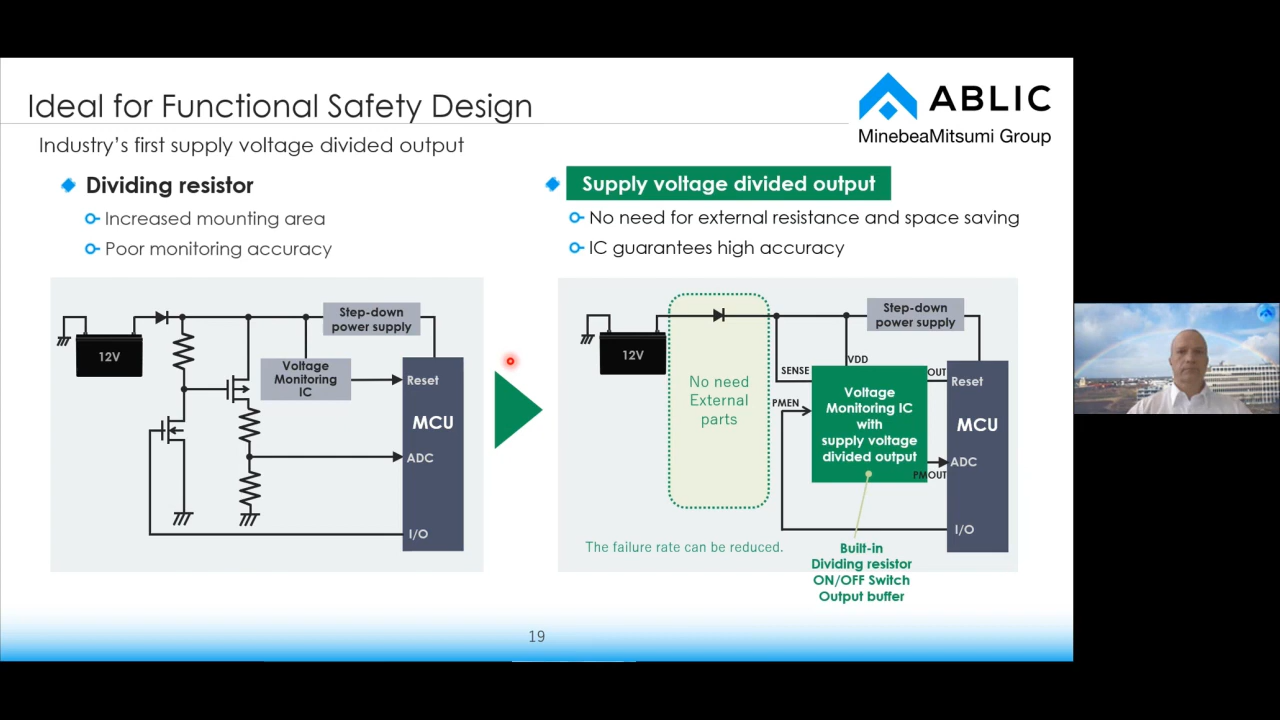 Ideal for Functional Safety Design
ABLIC
MinebeaMitsumi Group
Industry's first supply voltage divided output
Dividing resistor
Increased mounting area
Poor monitoring accuracy
Supply voltage divided output
No need for external resistance and space saving
IC guarantees high accuracy
12V
Step-down
power supply
Voltage
Monitoring
IC
Reset
MCU
ADC
I/O
12V
No need
External
parts
Step-down
power supply
SENSE
VDD
PMEN
OUT
Voltage
Monitoring IC
with
supply voltage
divided output
Reset
MCU
ADC
PMOUT
I/O
The failure rate can be reduced.
Built-in
Dividing resistor
ON/OFF Switch
Output buffer
19